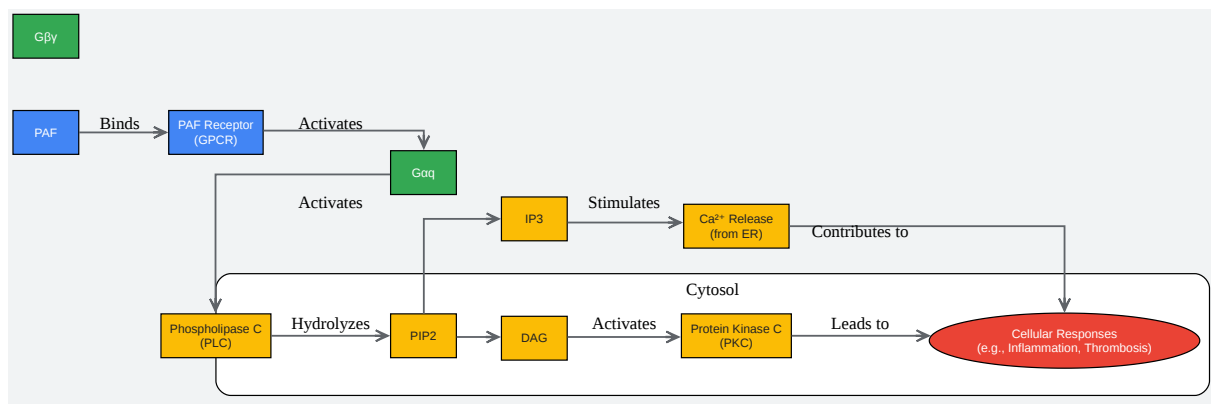 Gβγ
PAF
Binds
PAF Receptor
(GPCR)
Activates
Gαq
Activates
IP3
Stimulates
Ca²⁺ Release
(from ER)
Contributes to
Cytosol
Phospholipase C
(PLC)
Hydrolyzes
PIP2
DAG
Activates
Protein Kinase C
(PKC)
Leads to
Cellular Responses
(e.g., Inflammation, Thrombosis)